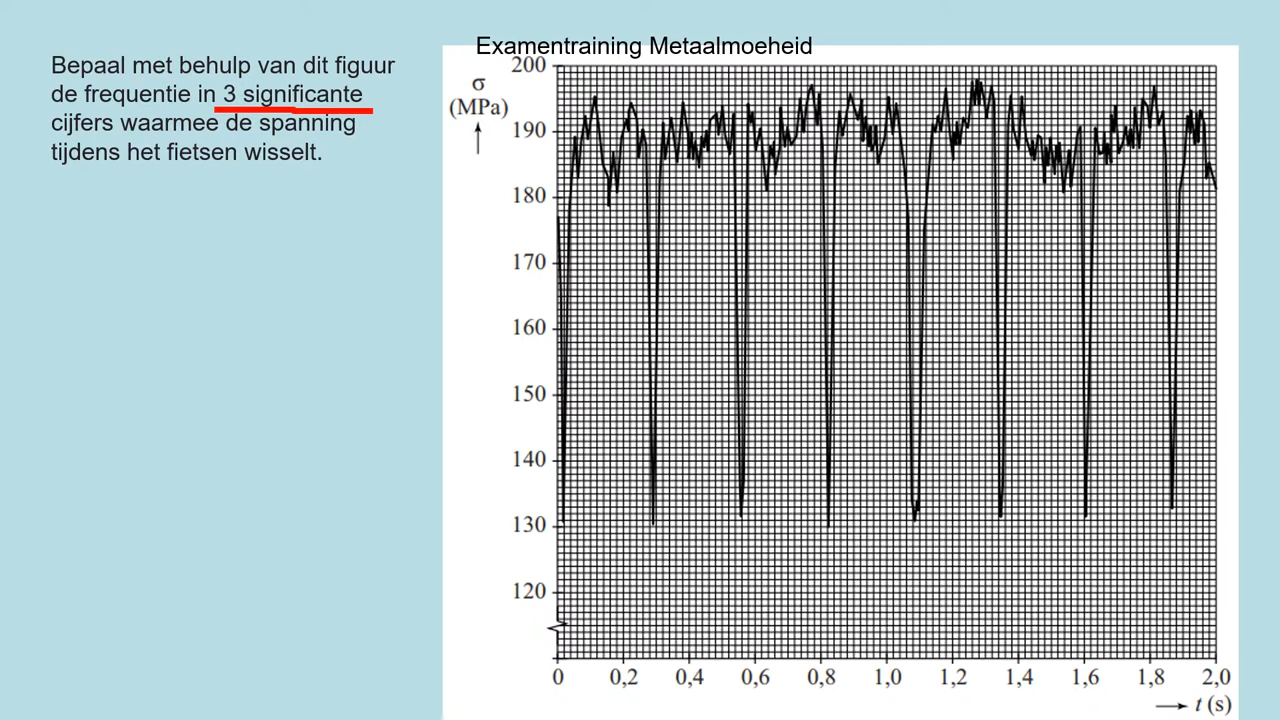 Examentraining Metaalmoeheid
Bepaal met behulp van dit figuur
de frequentie in 3 significante
cijfers waarmee de spanning
tijdens het fietsen wisselt.
σ
(MPa)
200
190
180
170
160
150
140
130
120
0 0,2 0,4 0,6 0,8 1,0 1,2 1,4 1,6 1,8 2,0
t (s)